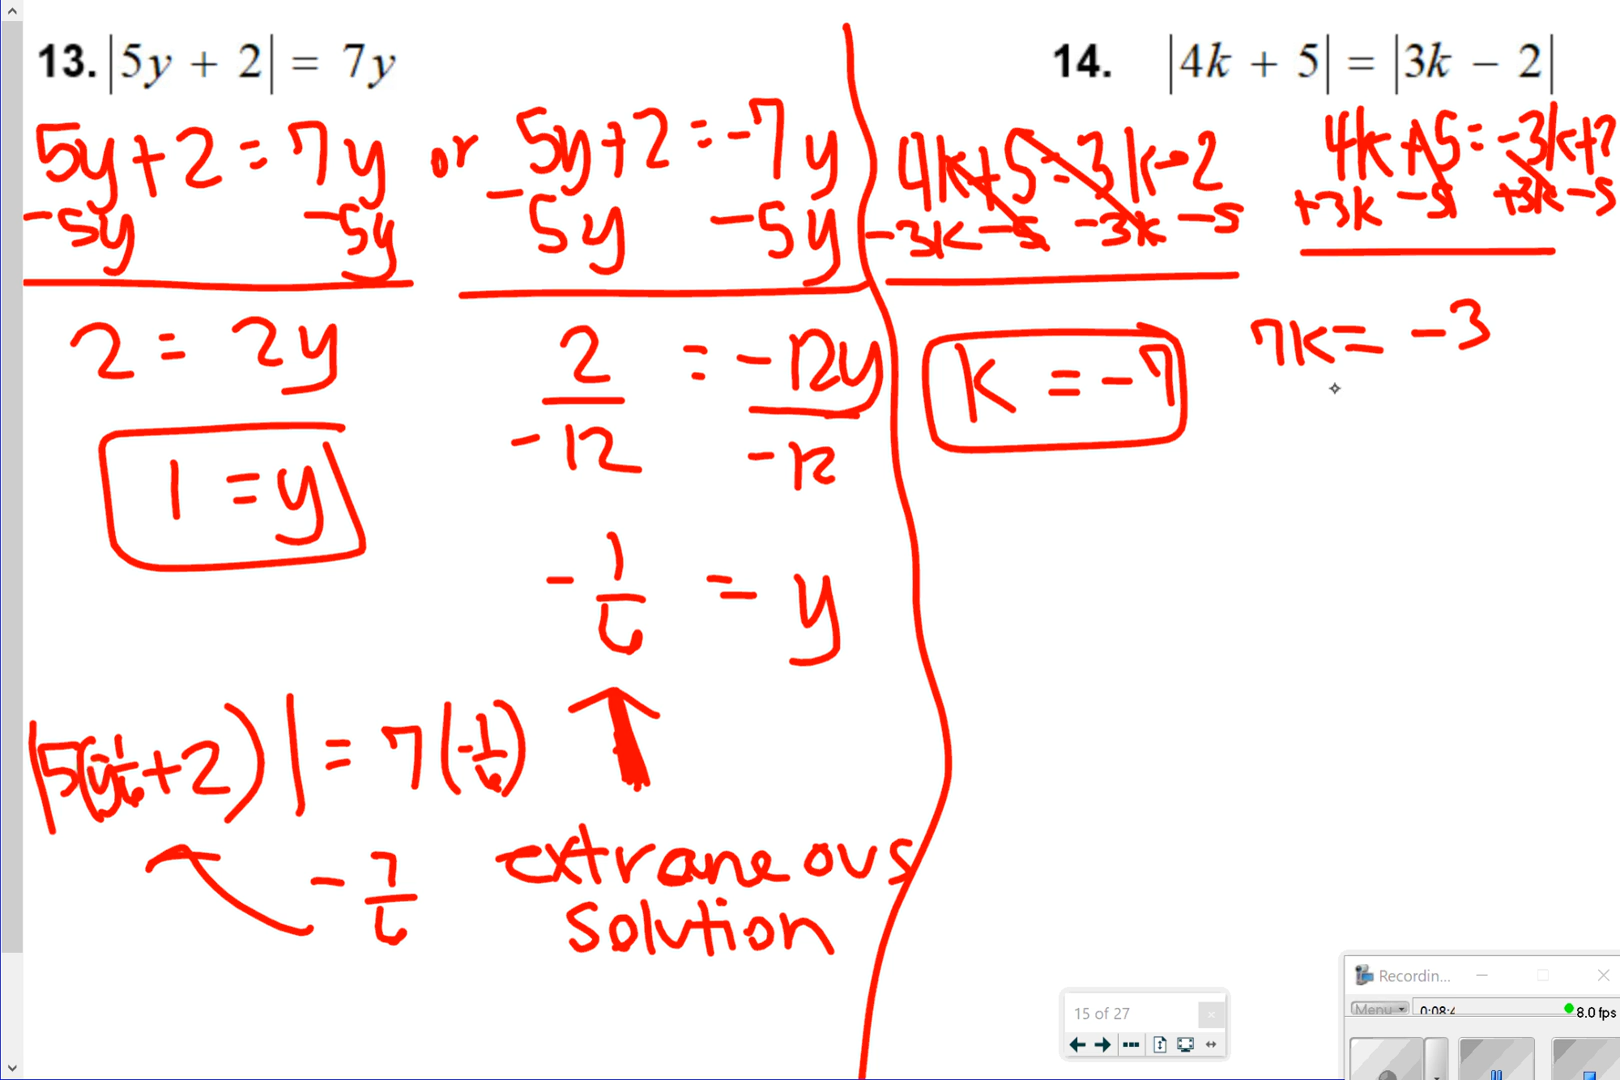 13. |5y + 2| = 7y
5y+2=7y or 5y+2=-7y
-5y -5y -5y -5y
2 = 2y
1 = y
2 = -12y
-12 -12
-1/6 = y
|5(-1/6+2)| = 7(-1/6)
-7/6
extraneous
solution
14. |4k + 5| = |3k − 2|
4k+5=3k-2
-3k-5 -3k-5
k = -7
4k+5=-3k+2
+3k-5 +3k-5
7k= -3
15 of 27
Recordin...
Menu
0:08:4
8.0 fps